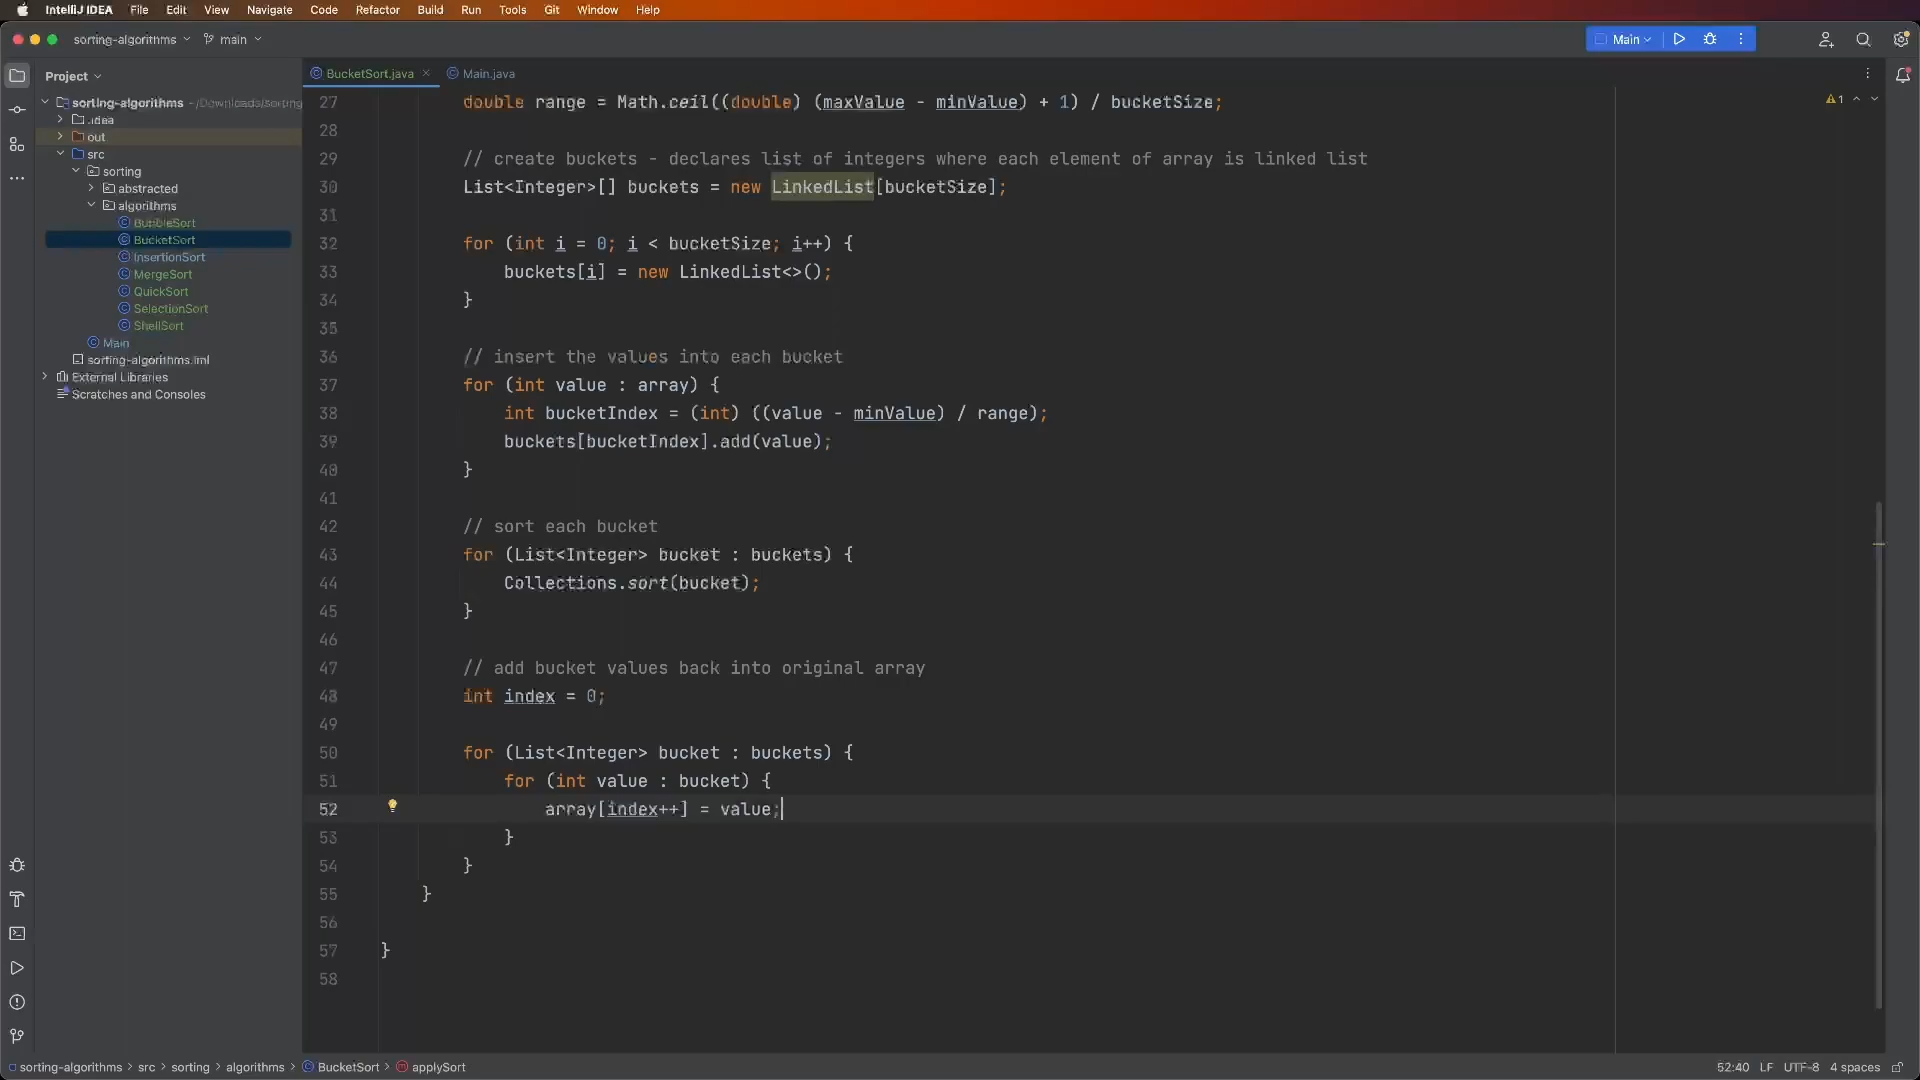 IntelliJ IDEA File Edit View Navigate Code Refactor Build Run Tools Git Window Help
sorting-algorithms main Main
Project
BucketSort.java Main.java
sorting-algorithms ~/Downloads/sorting
.idea
out
src
sorting
abstracted
algorithms
BubbleSort
BucketSort
InsertionSort
MergeSort
QuickSort
SelectionSort
ShellSort
Main
sorting-algorithms.iml
External Libraries
Scratches and Consoles
1
27 double range = Math.ceil((double) (maxValue - minValue) + 1) / bucketSize;
28
29 // create buckets - declares list of integers where each element of array is linked list
30 List<Integer>[] buckets = new LinkedList[bucketSize];
31
32 for (int i = 0; i < bucketSize; i++) {
33 buckets[i] = new LinkedList<>();
34 }
35
36 // insert the values into each bucket
37 for (int value : array) {
38 int bucketIndex = (int) ((value - minValue) / range);
39 buckets[bucketIndex].add(value);
40 }
41
42 // sort each bucket
43 for (List<Integer> bucket : buckets) {
44 Collections.sort(bucket);
45 }
46
47 // add bucket values back into original array
48 int index = 0;
49
50 for (List<Integer> bucket : buckets) {
51 for (int value : bucket) {
52 array[index++] = value;
53 }
54 }
55 }
56
57 }
58
sorting-algorithms > src > sorting > algorithms > BucketSort > applySort 52:40 LF UTF-8 4 spaces